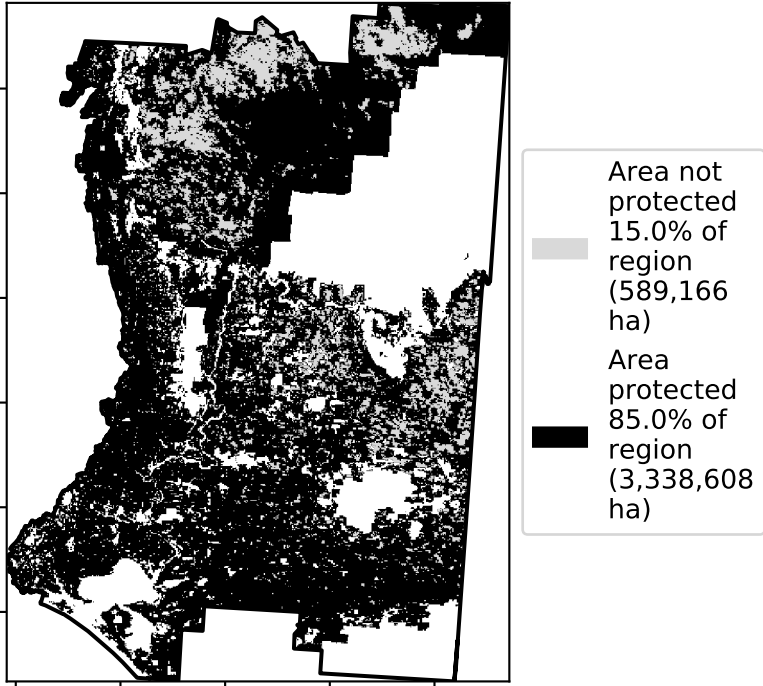 Area not
protected
15.0% of
region
(589,166
ha)
Area
protected
85.0% of
region
(3,338,608
ha)